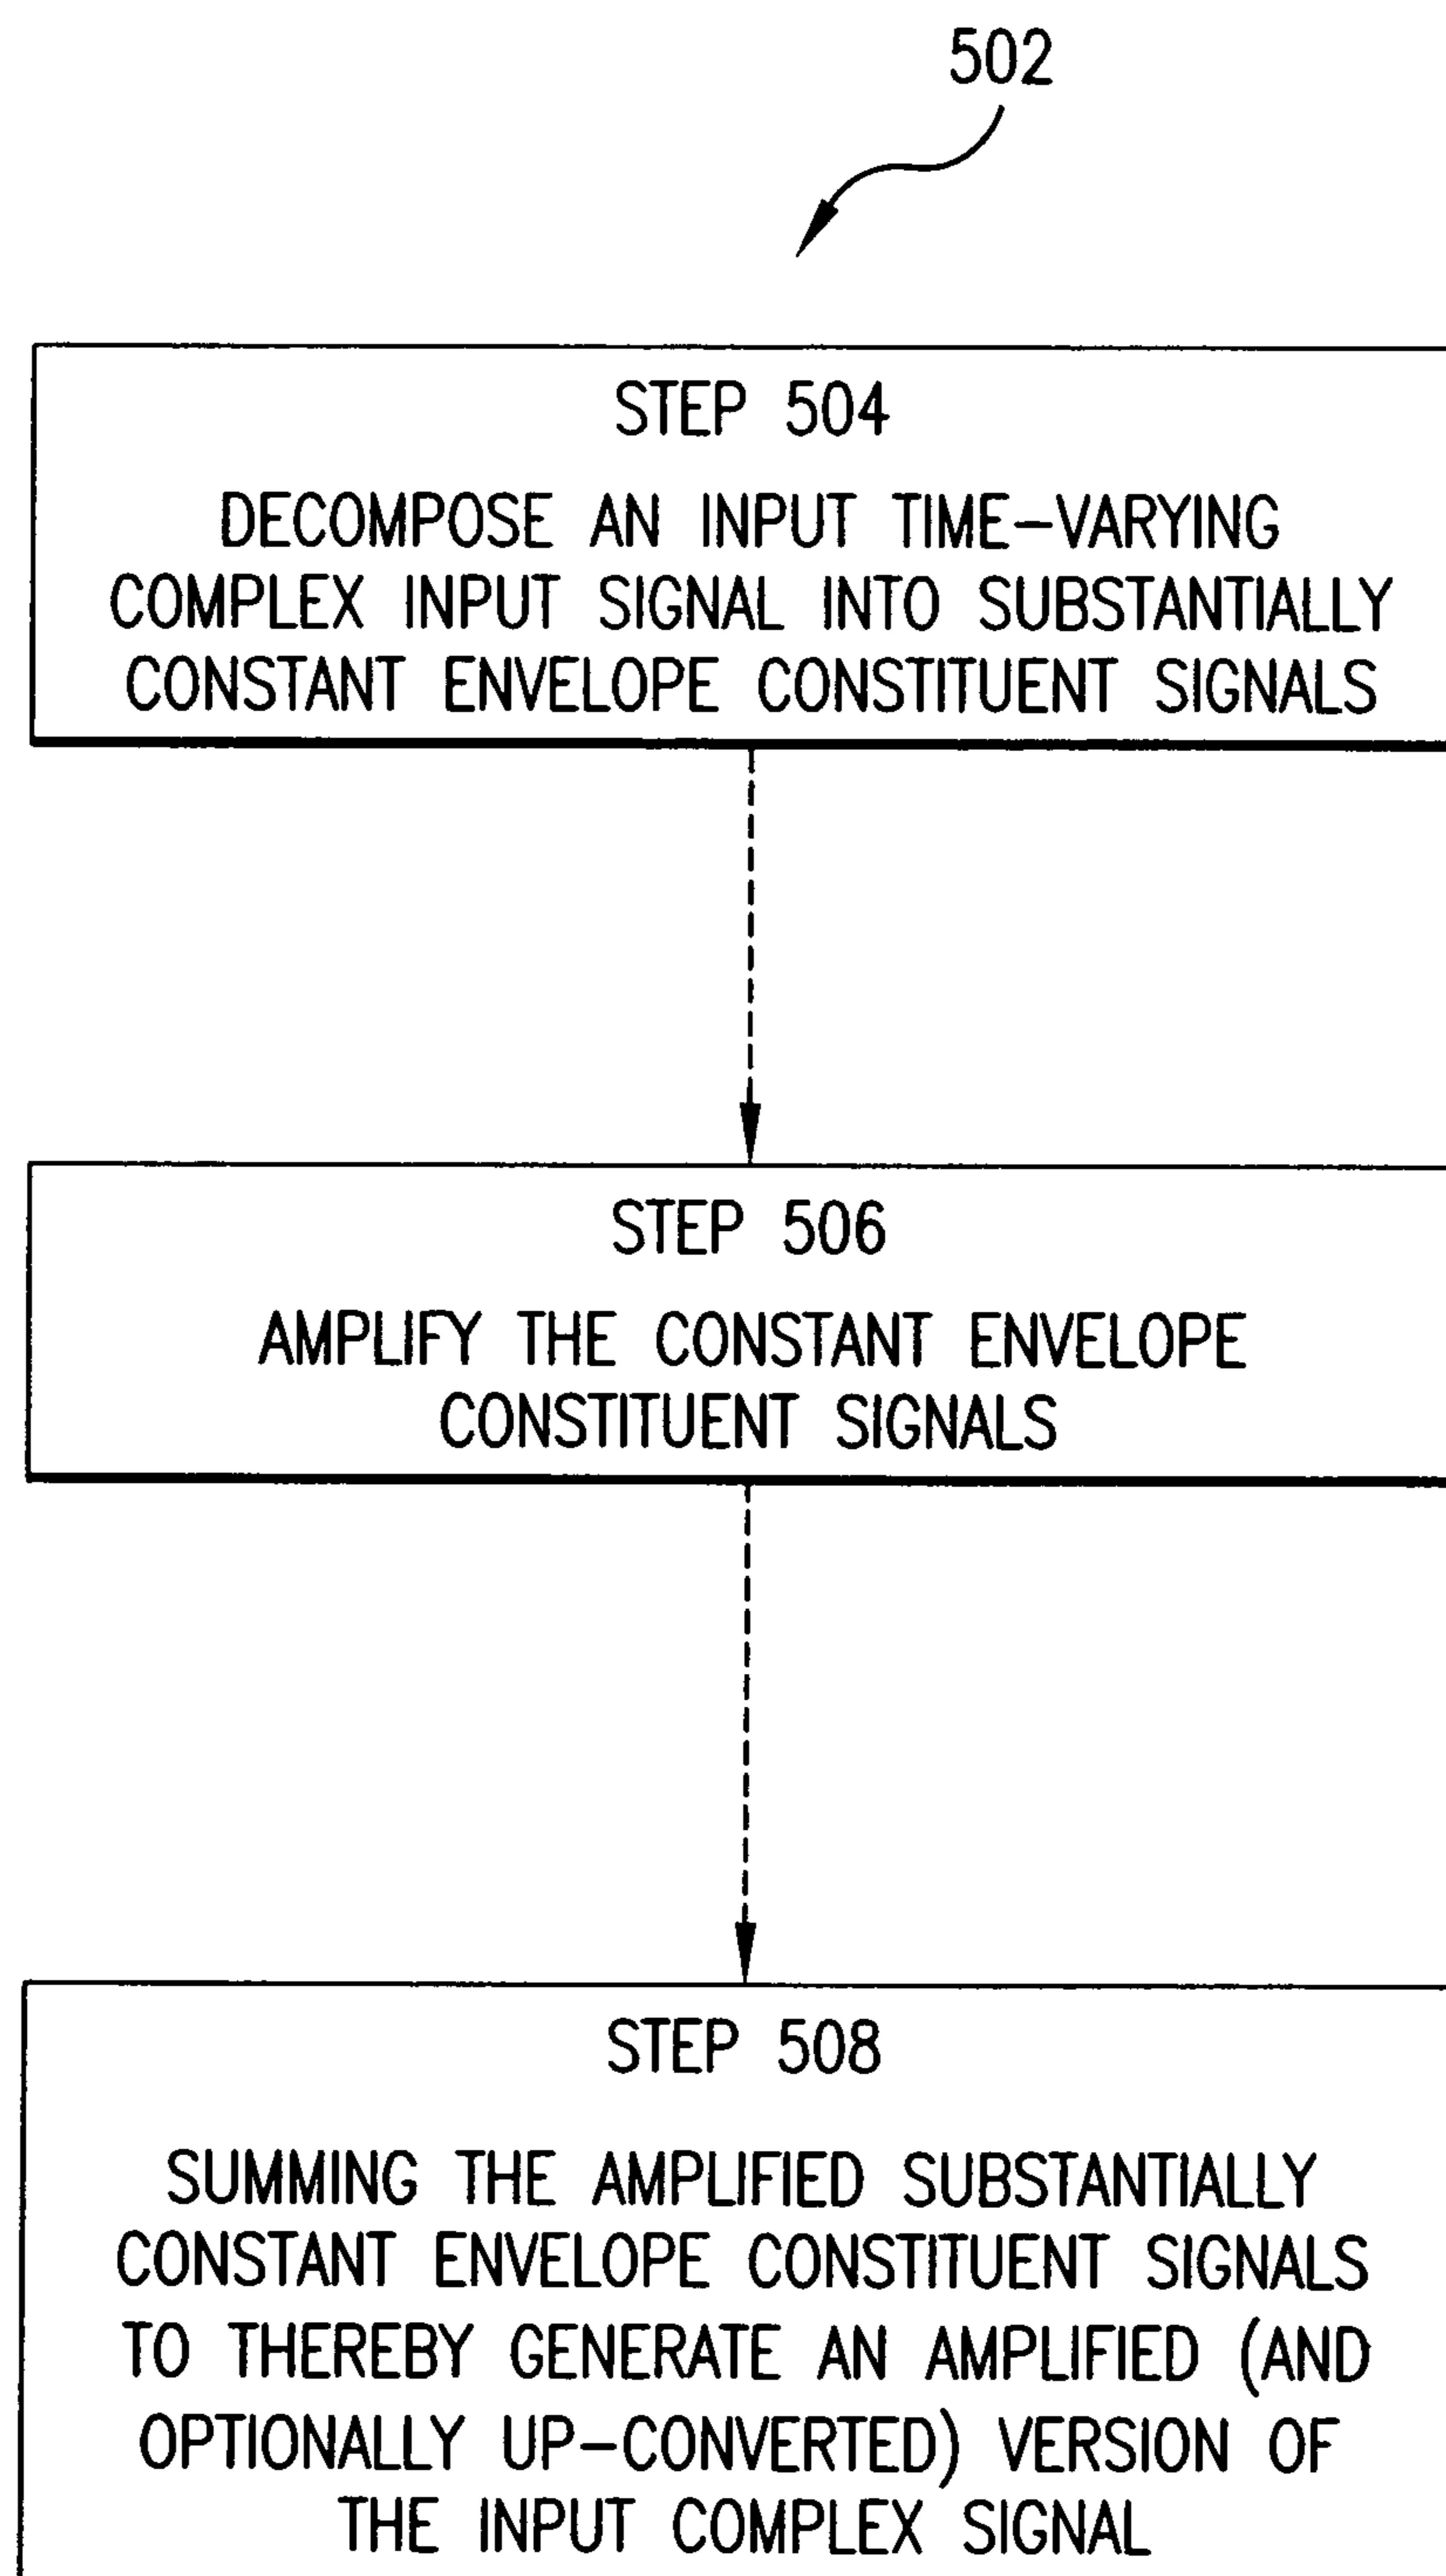 502
STEP 504
DECOMPOSE AN INPUT TIME-VARYING
COMPLEX INPUT SIGNAL INTO SUBSTANTIALLY
CONSTANT ENVELOPE CONSTITUENT SIGNALS
STEP 506
AMPLIFY THE CONSTANT ENVELOPE
CONSTITUENT SIGNALS
STEP 508
SUMMING THE AMPLIFIED SUBSTANTIALLY
CONSTANT ENVELOPE CONSTITUENT SIGNALS
TO THEREBY GENERATE AN AMPLIFIED (AND
OPTIONALLY UP-CONVERTED) VERSION OF
THE INPUT COMPLEX SIGNAL